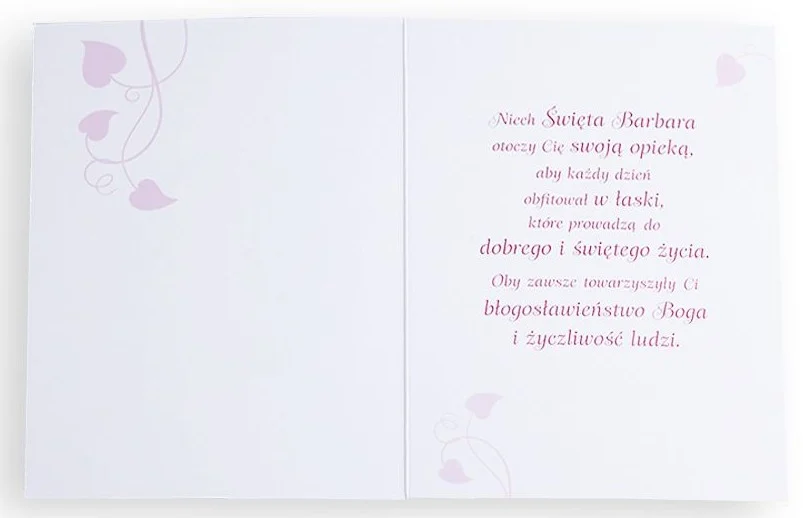 Niech Święta Barbara
otoczy Cię swoją opieką,
aby każdy dzień
obfitował w łaski,
które prowadzą do
dobrego i świętego życia.
Oby zawsze towarzyszyły Ci
błogosławieństwo Boga
i życzliwość ludzi.